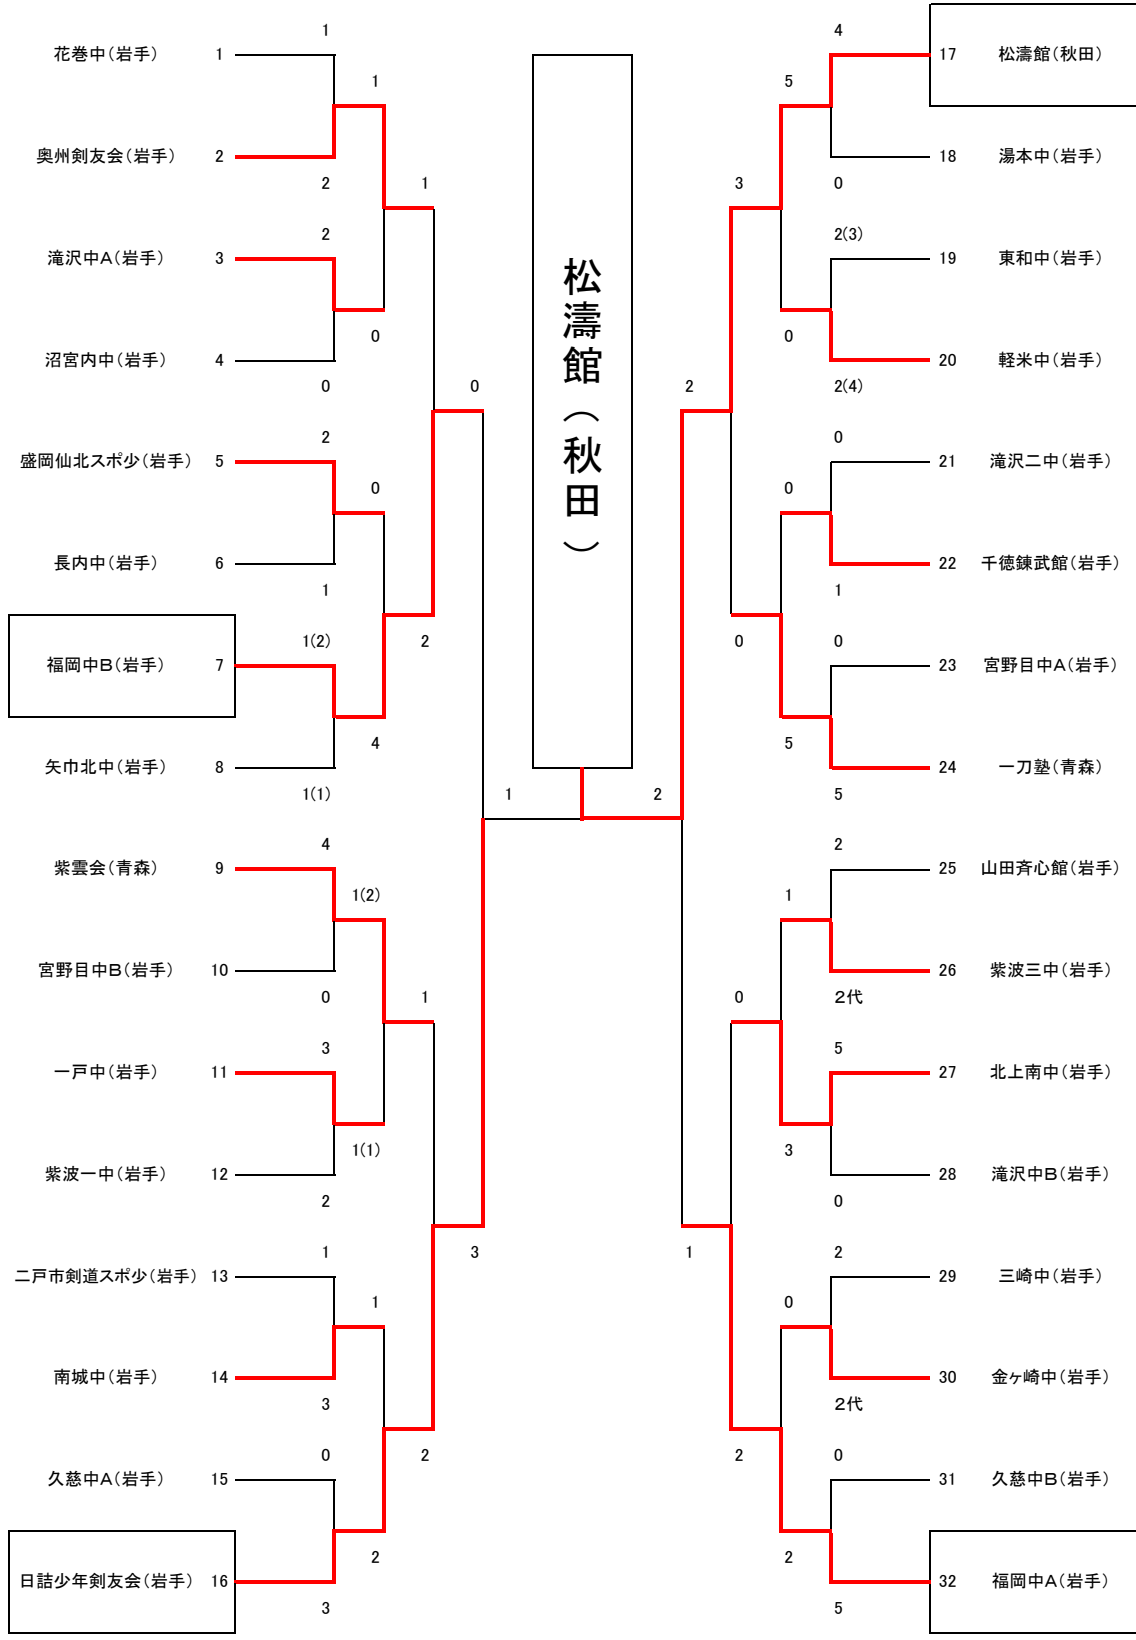 花巻中(岩手) 1
1
1
奥州剣友会(岩手) 2
2
1
滝沢中A(岩手) 3
2
0
沼宮内中(岩手) 4
0
0
盛岡仙北スポ少(岩手) 5
2
0
長内中(岩手) 6
1
2
福岡中B(岩手) 7
1(2)
4
矢巾北中(岩手) 8
1(1)
1
紫雲会(青森) 9
4
1(2)
宮野目中B(岩手) 10
0
1
一戸中(岩手) 11
3
1(1)
紫波一中(岩手) 12
2
3
二戸市剣道スポ少(岩手) 13
1
1
南城中(岩手) 14
3
2
久慈中A(岩手) 15
0
2
日詰少年剣友会(岩手) 16
3
松濤館(秋田)
4
17 松濤館(秋田)
5
18 湯本中(岩手)
3
0
2(3)
19 東和中(岩手)
0
20 軽米中(岩手)
2
2(4)
0
21 滝沢二中(岩手)
0
22 千徳錬武館(岩手)
1
0
0
23 宮野目中A(岩手)
5
24 一刀塾(青森)
2
5
2
25 山田斉心館(岩手)
1
26 紫波三中(岩手)
0
2代
5
27 北上南中(岩手)
3
28 滝沢中B(岩手)
0
1
2
29 三崎中(岩手)
0
30 金ヶ崎中(岩手)
2代
2
0
31 久慈中B(岩手)
2
32 福岡中A(岩手)
5